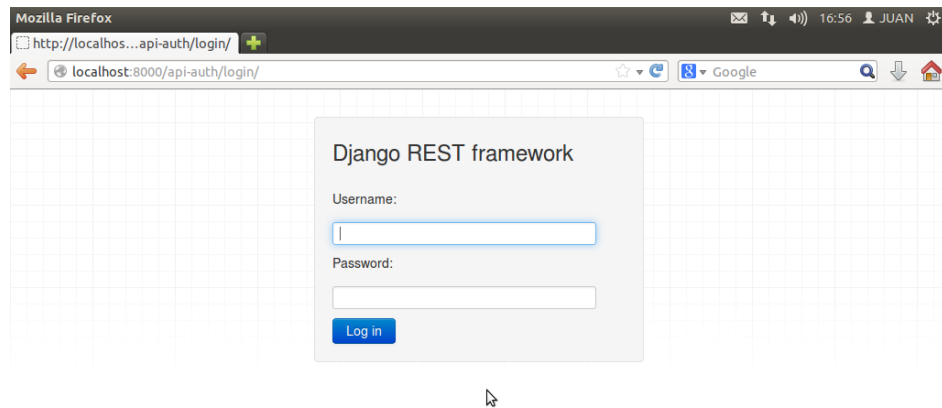 Mozilla Firefox
16:56 JUAN
http://localhos...api-auth/login/
localhost:8000/api-auth/login/
8 Google
Django REST framework
Username:
Password:
Log in